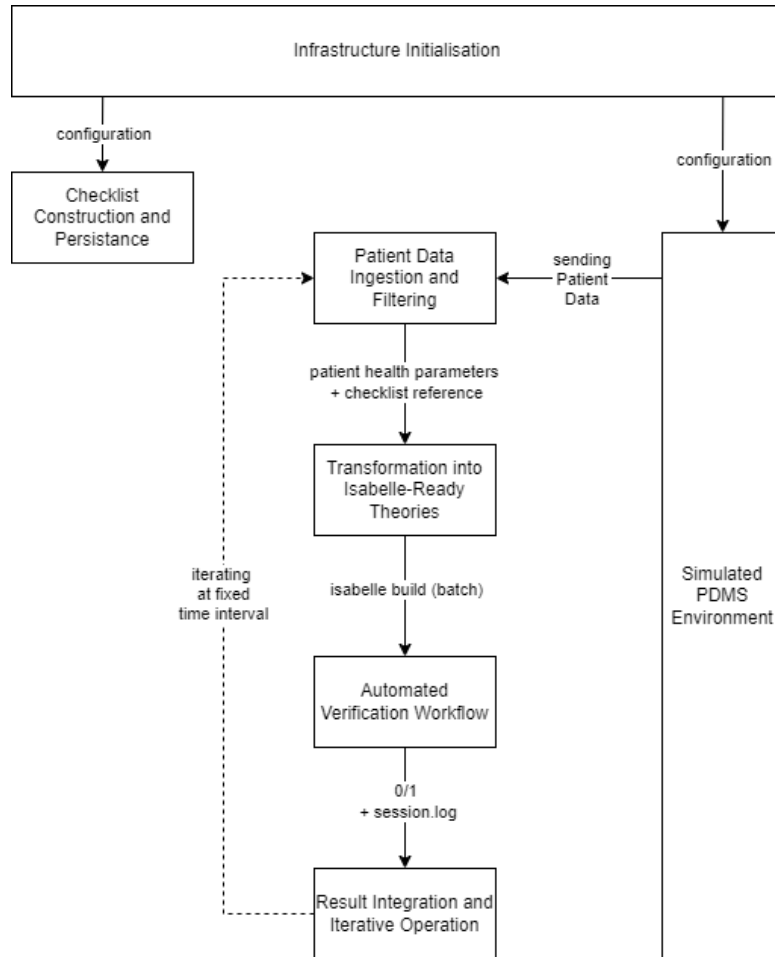 Infrastructure Initialisation
configuration
configuration
Checklist
Construction and
Persistance
Patient Data
Ingestion and
Filtering
sending
Patient
Data
patient health parameters
+ checklist reference
Transformation into
Isabelle-Ready
Theories
iterating
at fixed
time interval
isabelle build (batch)
Simulated
PDMS
Environment
Automated
Verification Workflow
0/1
+ session.log
Result Integration and
Iterative Operation